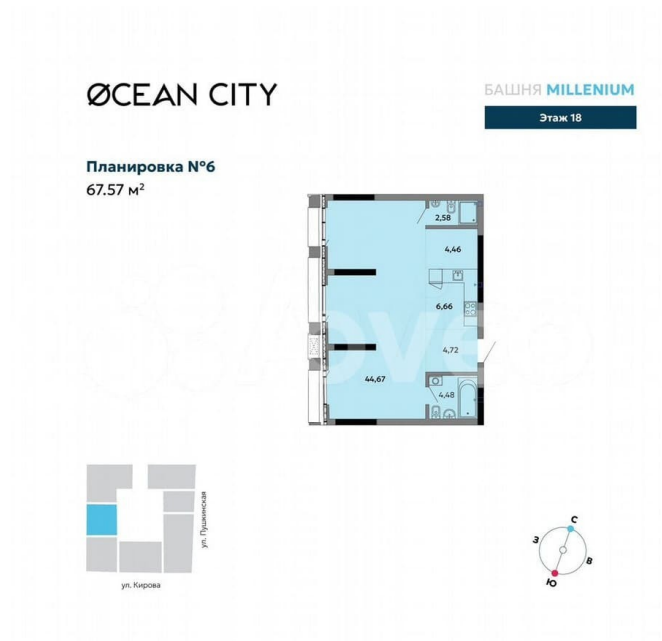 ØCEAN CITY
БАШНЯ MILLENIUM
Этаж 18
Планировка №6
67.57 м²
2,58
4,46
6,66
4,72
44,67
4,48
ул. Пушкинская
ул. Кирова
С
З
В
Ю